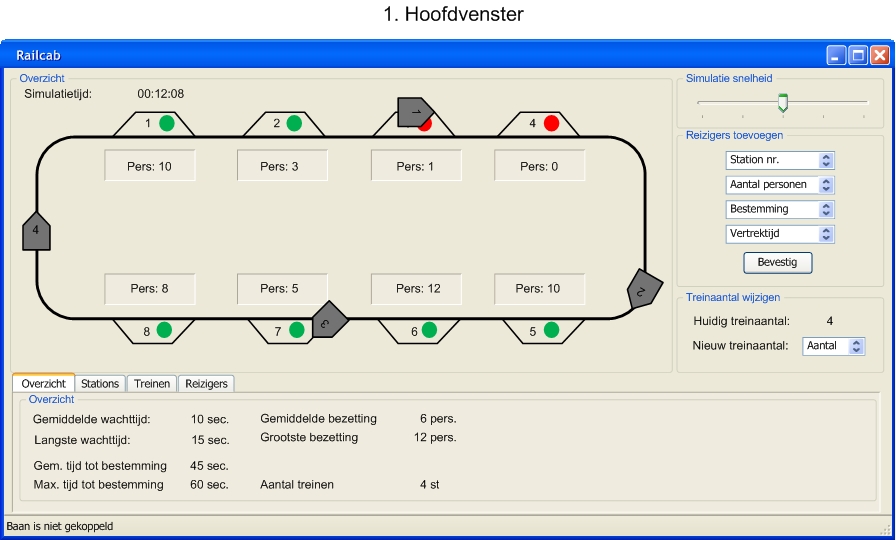 1. Hoofdvenster
Railcab
Overzicht
Simulatietijd: 00:12:08
1 2 1 4
Pers: 10 Pers: 3 Pers: 1 Pers: 0
4
2
Pers: 8 Pers: 5 Pers: 12 Pers: 10
8 7 3 6 5
Simulatie snelheid
Reizigers toevoegen
Station nr.
Aantal personen
Bestemming
Vertrektijd
Bevestig
Treinaantal wijzigen
Huidig treinaantal: 4
Nieuw treinaantal: Aantal
Overzicht Stations Treinen Reizigers
Overzicht
Gemiddelde wachttijd: 10 sec. Gemiddelde bezetting 6 pers.
Langste wachttijd: 15 sec. Grootste bezetting 12 pers.
Gem. tijd tot bestemming 45 sec.
Max. tijd tot bestemming 60 sec. Aantal treinen 4 st
Baan is niet gekoppeld